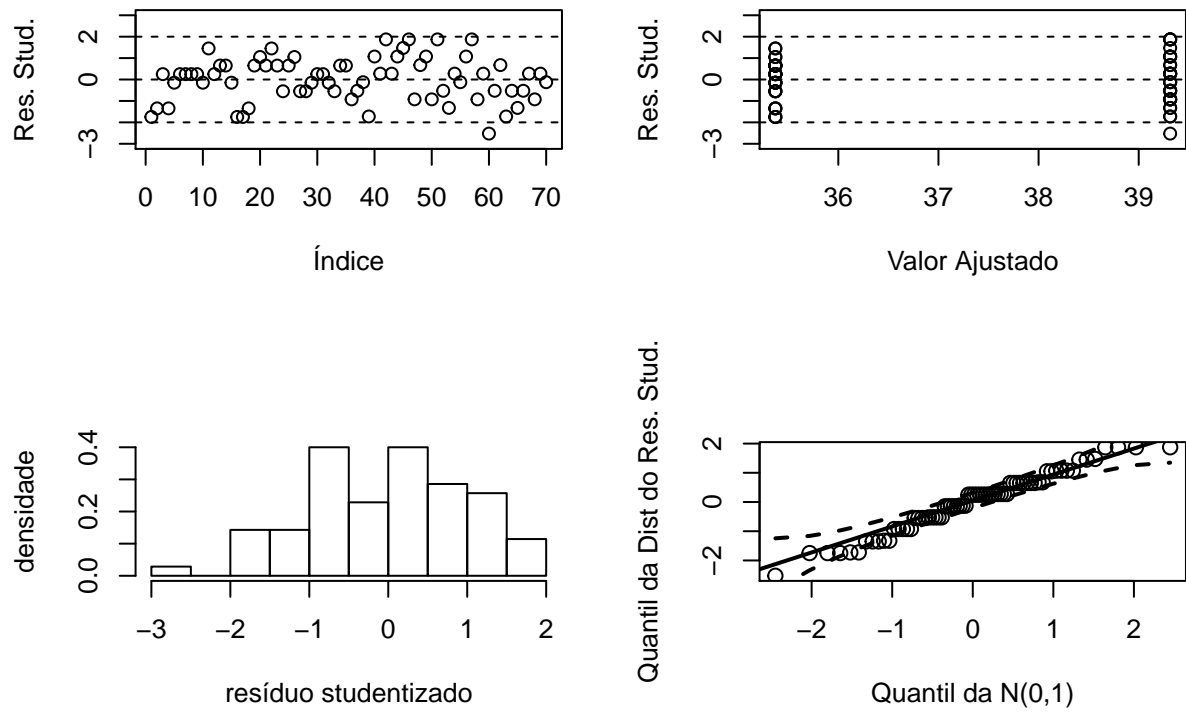 Res. Stud.
2
0
−3
0 10 20 30 40 50 60 70
Índice
Res. Stud.
2
0
−3
36 37 38 39
Valor Ajustado
densidade
0.4
0.2
0.0
−3 −2 −1 0 1 2
resíduo studentizado
Quantil da Dist do Res. Stud.
2
0
−2
−2 −1 0 1 2
Quantil da N(0,1)